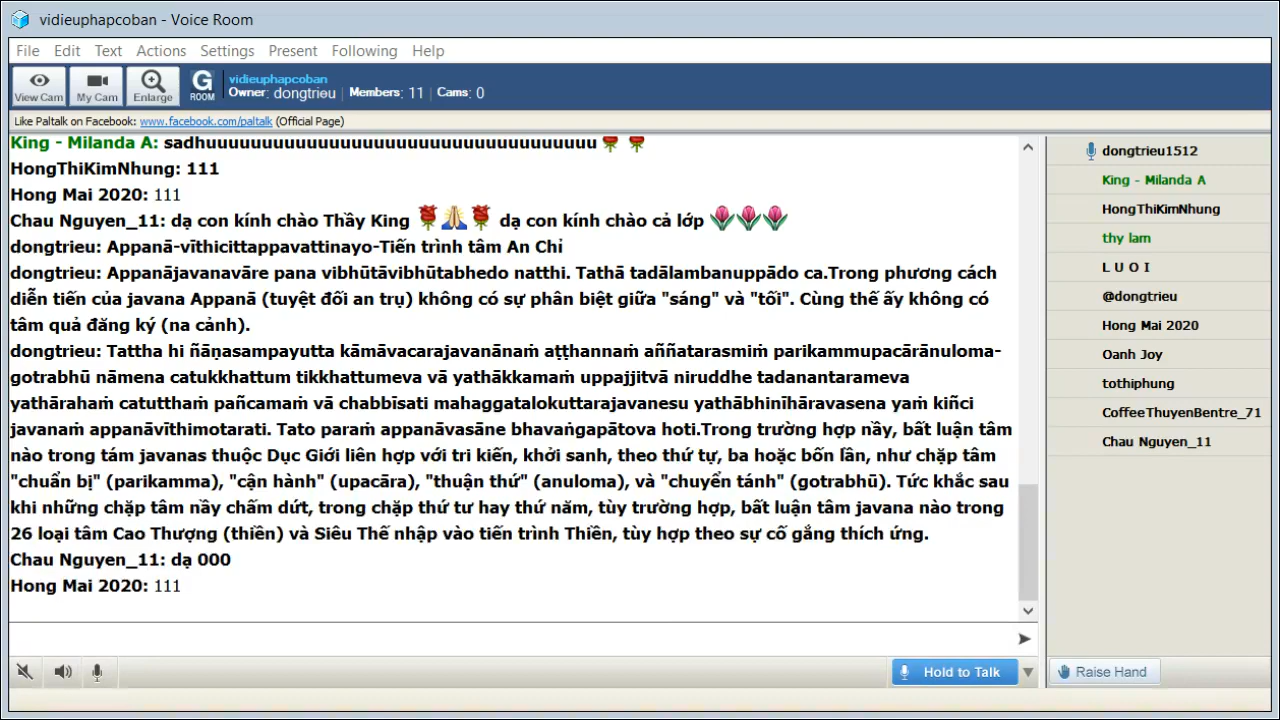 vidieuphapcoban - Voice Room
File Edit Text Actions Settings Present Following Help
View Cam My Cam Enlarge G ROOM
vidieuphapcoban
Owner: dongtrieu | Members: 11 | Cams: 0
Like Paltalk on Facebook: www.facebook.com/paltalk (Official Page)
King - Milanda A: sadhuuuuuuuuuuuuuuuuuuuuuuuuuuuuuuuuuuu
HongThiKimNhung: 111
Hong Mai 2020: 111
Chau Nguyen_11: dạ con kính chào Thầy King dạ con kính chào cả lớp
dongtrieu: Appanā-vīthicittappavattinayo-Tiến trình tâm An Chỉ
dongtrieu: Appanājavanavāre pana vibhūtāvibhūtabhedo natthi. Tathā tadālambanuppādo ca.Trong phương cách
diễn tiến của javana Appanā (tuyệt đối an trụ) không có sự phân biệt giữa "sáng" và "tối". Cùng thế ấy không có
tâm quả đăng ký (na cảnh).
dongtrieu: Tattha hi ñāṇasampayutta kāmāvacarajavanānaṁ aṭṭhannaṁ aññatarasmiṁ parikammupacārānuloma-
gotrabhū nāmena catukkhattum tikkhattumeva vā yathākkamaṁ uppajjitvā niruddhe tadanantarameva
yathārahaṁ catutthaṁ pañcamaṁ vā chabbīsati mahaggatalokuttarajavanesu yathābhinīhāravasena yaṁ kiñci
javanaṁ appanāvīthimotarati. Tato paraṁ appanāvasāne bhavaṅgapātova hoti.Trong trường hợp nầy, bất luận tâm
nào trong tám javanas thuộc Dục Giới liên hợp với tri kiến, khởi sanh, theo thứ tự, ba hoặc bốn lần, như chặp tâm
"chuẩn bị" (parikamma), "cận hành" (upacāra), "thuận thứ" (anuloma), và "chuyển tánh" (gotrabhū). Tức khắc sau
khi những chặp tâm nầy chấm dứt, trong chặp thứ tư hay thứ năm, tùy trường hợp, bất luận tâm javana nào trong
26 loại tâm Cao Thượng (thiền) và Siêu Thế nhập vào tiến trình Thiền, tùy hợp theo sự cố gắng thích ứng.
Chau Nguyen_11: dạ 000
Hong Mai 2020: 111
dongtrieu1512
King - Milanda A
HongThiKimNhung
thy lam
L U O I
@dongtrieu
Hong Mai 2020
Oanh Joy
tothiphung
CoffeeThuyenBentre_71
Chau Nguyen_11
Hold to Talk
Raise Hand